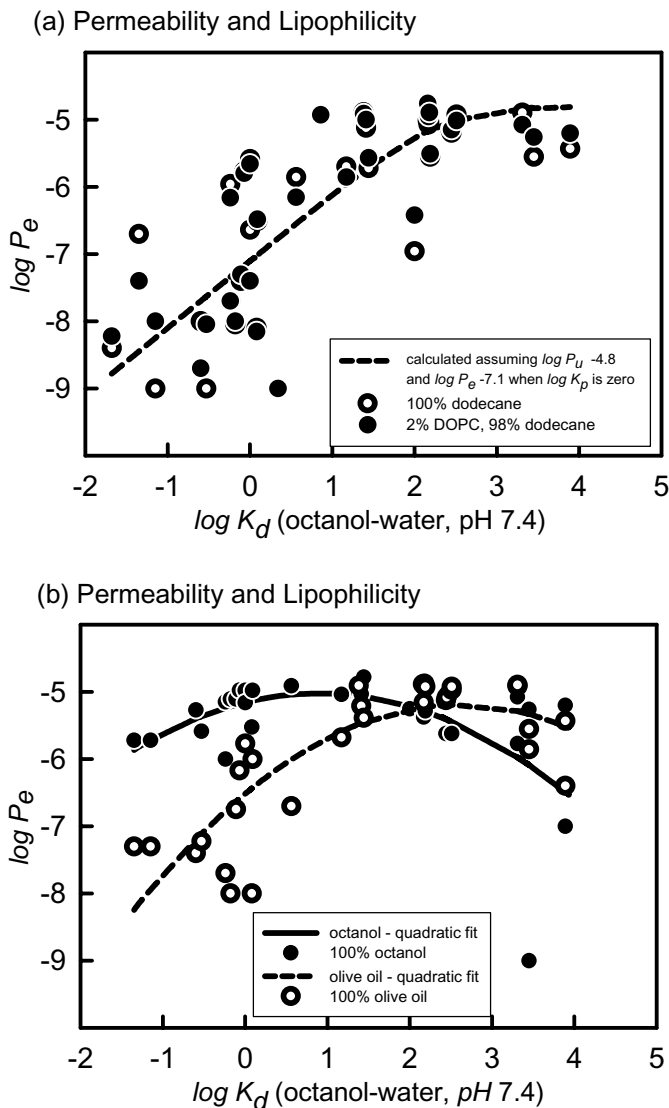 (a) Permeability and Lipophilicity
-5
-6
-7
-8
-9
log Pe
calculated assuming log Pu -4.8
and log Pe -7.1 when log Kp is zero
100% dodecane
2% DOPC, 98% dodecane
-2 -1 0 1 2 3 4 5
log Kd (octanol-water, pH 7.4)
(b) Permeability and Lipophilicity
-5
-6
-7
-8
-9
log Pe
octanol - quadratic fit
100% octanol
olive oil - quadratic fit
100% olive oil
-2 -1 0 1 2 3 4 5
log Kd (octanol-water, pH 7.4)